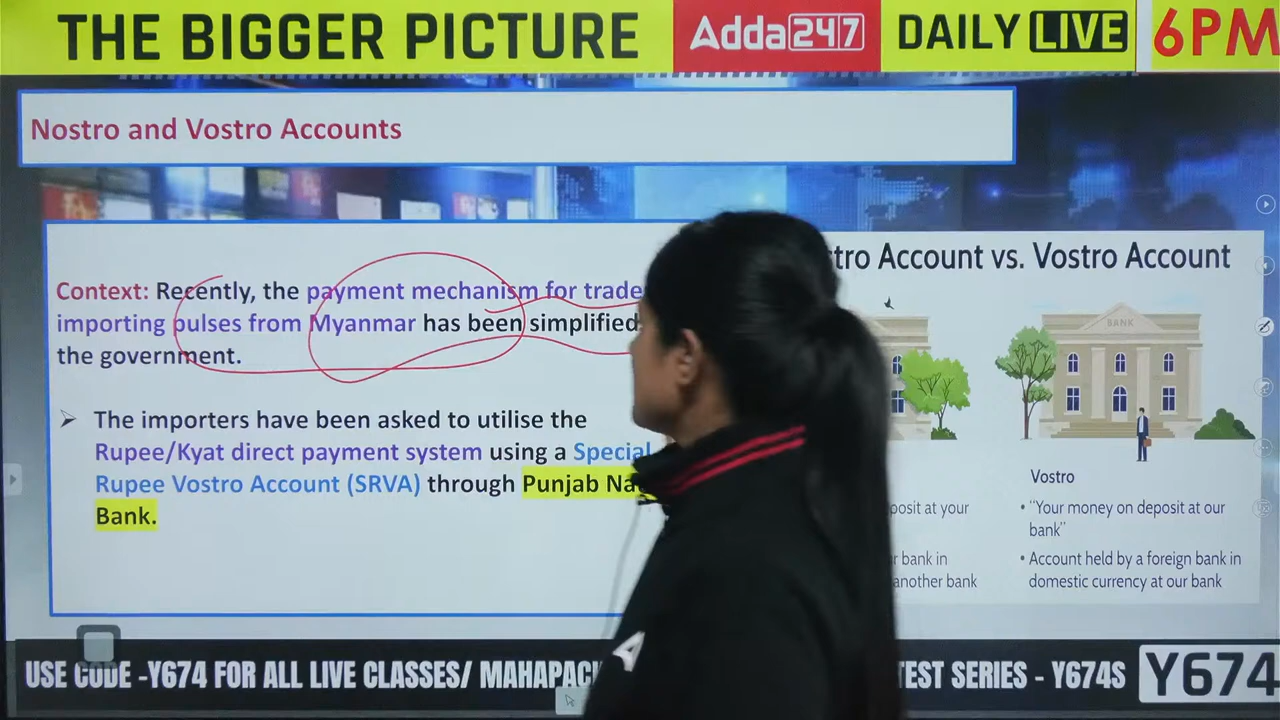 THE BIGGER PICTURE
Adda247
DAILY LIVE
6PM
Nostro and Vostro Accounts
Context: Recently, the payment mechanism for trade
importing pulses from Myanmar has been simplified
the government.
➤ The importers have been asked to utilise the
Rupee/Kyat direct payment system using a Special
Rupee Vostro Account (SRVA) through Punjab
Bank.
Account vs. Vostro Account
BANK
at your
bank in
another bank
Vostro
• "Your money on deposit at our
bank"
• Account held by a foreign bank in
domestic currency at our bank
USE CODE -Y674 FOR ALL LIVE CLASSES/
TEST SERIES - Y674S
Y674